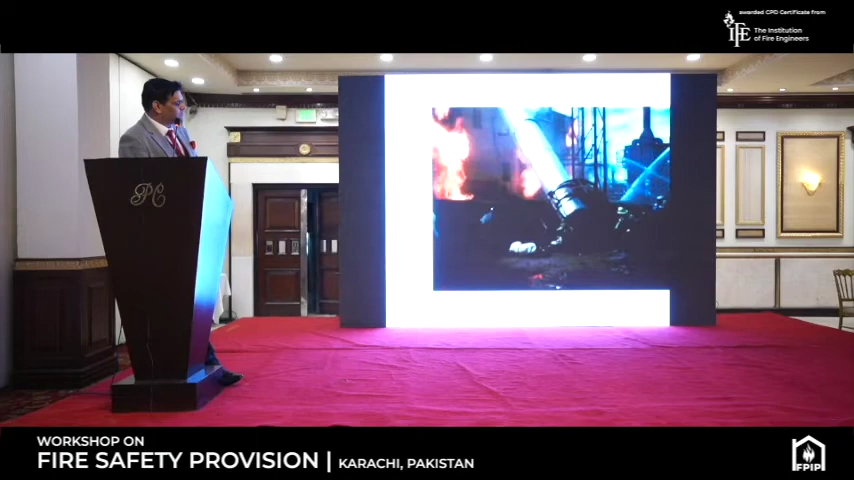 awarded CPD Certificate from
IFE
The Institution
of Fire Engineers
PC
WORKSHOP ON
FIRE SAFETY PROVISION | KARACHI, PAKISTAN
FPIP